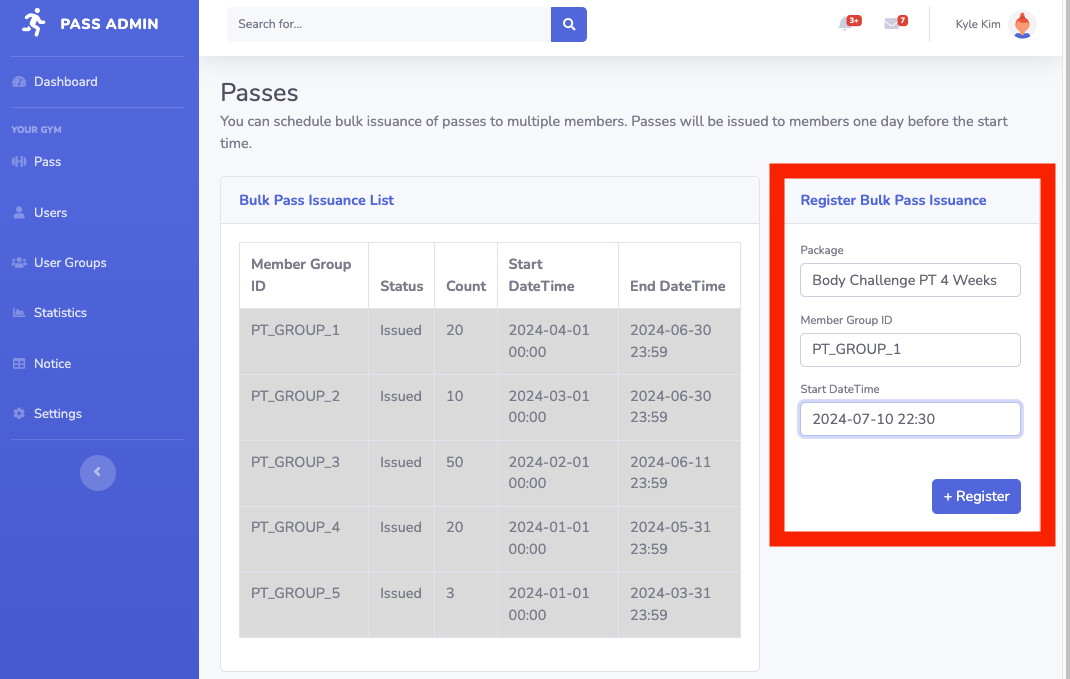 PASS ADMIN
Search for...
3+
7
Kyle Kim
Dashboard
YOUR GYM
Pass
Users
User Groups
Statistics
Notice
Settings
Passes
You can schedule bulk issuance of passes to multiple members. Passes will be issued to members one day before the start
time.
Bulk Pass Issuance List
Member Group ID Status Count Start DateTime End DateTime
PT_GROUP_1 Issued 20 2024-04-01 00:00 2024-06-30 23:59
PT_GROUP_2 Issued 10 2024-03-01 00:00 2024-06-30 23:59
PT_GROUP_3 Issued 50 2024-02-01 00:00 2024-06-11 23:59
PT_GROUP_4 Issued 20 2024-01-01 00:00 2024-05-31 23:59
PT_GROUP_5 Issued 3 2024-01-01 00:00 2024-03-31 23:59
Register Bulk Pass Issuance
Package
Body Challenge PT 4 Weeks
Member Group ID
PT_GROUP_1
Start DateTime
2024-07-10 22:30
+ Register